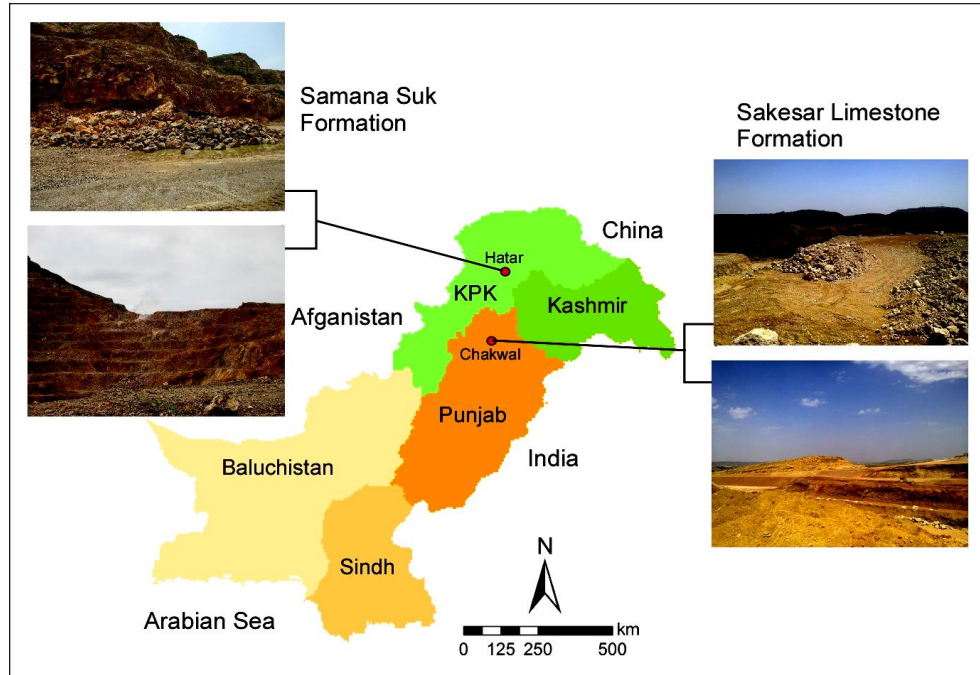 Samana Suk
Formation
Sakesar Limestone
Formation
China
Hatar
KPK
Kashmir
Afganistan
Chakwal
Punjab
India
Baluchistan
Sindh
Arabian Sea
N
km
0 125 250 500